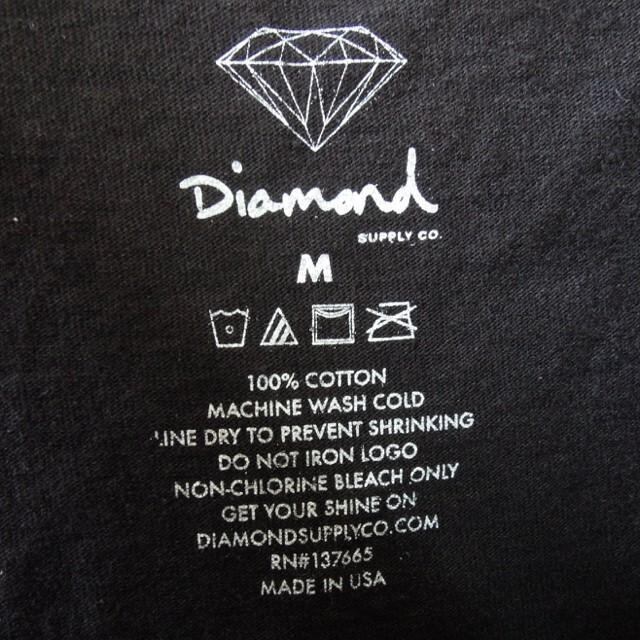 Diamond
SUPPLY CO.
M
100% COTTON
MACHINE WASH COLD
LINE DRY TO PREVENT SHRINKING
DO NOT IRON LOGO
NON-CHLORINE BLEACH ONLY
GET YOUR SHINE ON
DIAMONDSUPPLYCO.COM
RN#137665
MADE IN USA